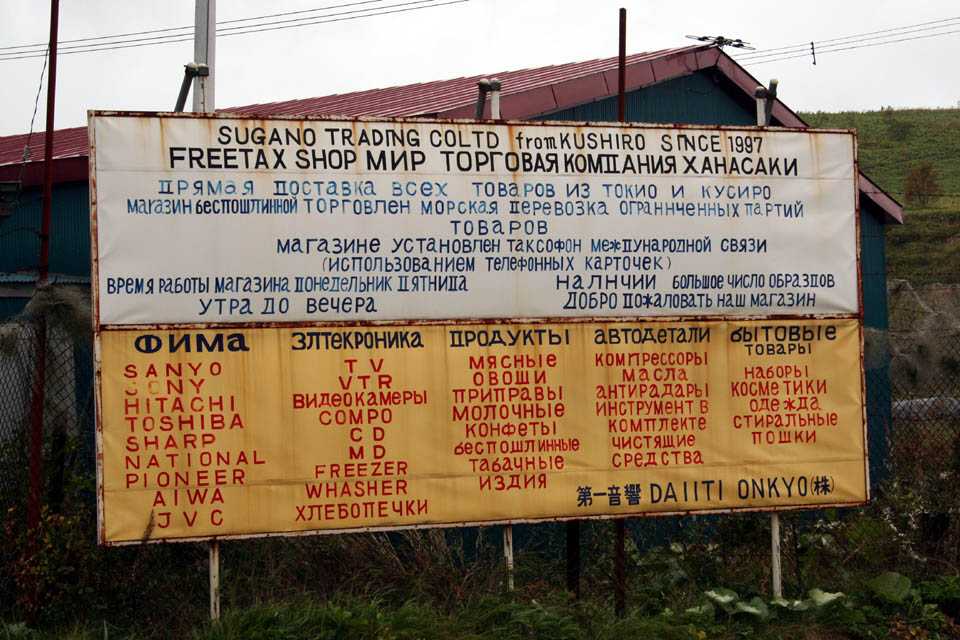 SUGANO TRADING COLTD from KUSHIRO SINCE 1997
FREETAX SHOP МИР ТОРГОВАЯ КОМПАНИЯ ХАНАСАКИ
ПРЯМАЯ ПОСТАВКА ВСЕХ ТОВАРОВ ИЗ ТОКИО И КУСИРО
МАГАЗИН БЕСПОШЛИННОЙ ТОРГОВЛЕН МОРСКАЯ ПЕРЕВОЗКА ОГРАНИЧЕННЫХ ПАРТИЙ
ТОВАРОВ
МАГАЗИНЕ УСТАНОВЛЕН ТАКСОФОН МЕЖДУНАРОДНОЙ СВЯЗИ
(ИСПОЛЬЗОВАНИЕМ ТЕЛЕФОННЫХ КАРТОЧЕК)
ВРЕМЯ РАБОТЫ МАГАЗИНА ПОНЕДЕЛЬНИК ПЯТНИЦА НАЛНЧИИ БОЛЬШОЕ ЧИСЛО ОБРАЗЦОВ
УТРА ДО ВЕЧЕРА ДОБРО ПОЖАЛОВАТЬ НАШ МАГАЗИН
ФИМА
SANYO
SONY
HITACHI
TOSHIBA
SHARP
NATIONAL
PIONEER
AIWA
JVC
ЗЛТЕКРОНИКА
TV
VTR
ВИДЕОКАМЕРЫ
COMPO
CD
MD
FREEZER
WHASHER
ХЛЕБОПЕЧКИ
ПРОДУКТЫ
МЯСНЫЕ
ОВОШИ
ПРИПРАВЫ
МОЛОЧНЫЕ
КОНФЕТЫ
БЕСПОШЛИННЫЕ
ТАБАЧНЫЕ
ИЗДИЯ
АВТОДЕТАЛИ
КОМПРЕССОРЫ
МАСЛА
АНТИРАДАРЫ
ИНСТРУМЕНТ В
КОМПЛЕКТЕ
ЧИСТЯЩИЕ
СРЕДСТВА
БЫТОВЫЕ
ТОВАРЫ
НАБОРЫ
КОСМЕТИКИ
ОДЕЖДА
СТИРАЛЬНЫЕ
ПОШКИ
第一音響 DAIITI ONKYO(株)